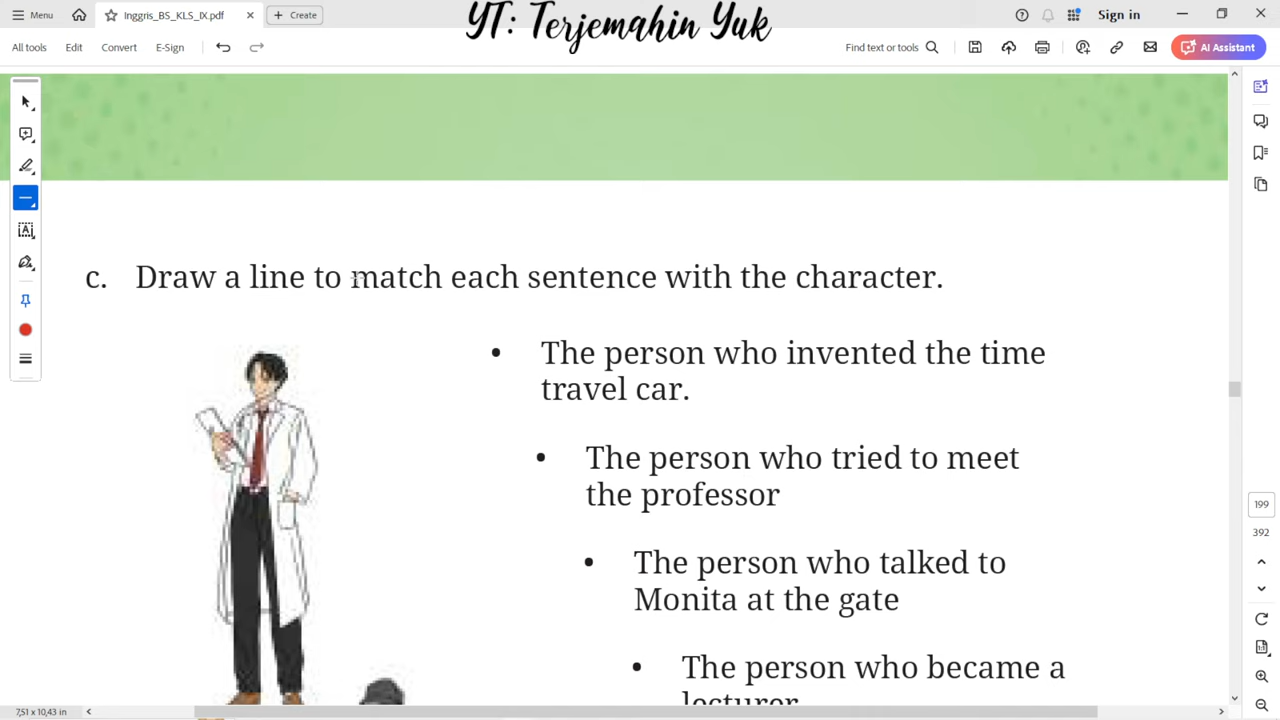 Menu
Inggris_BS_KLS_IX.pdf
Create
YT: Terjemahin Yuk
Sign in
All tools
Edit
Convert
E-Sign
Find text or tools
AI Assistant
c. Draw a line to match each sentence with the character.
• The person who invented the time
travel car.
• The person who tried to meet
the professor
• The person who talked to
Monita at the gate
• The person who became a
lecturer
199
392
7,51 x 10,43 in